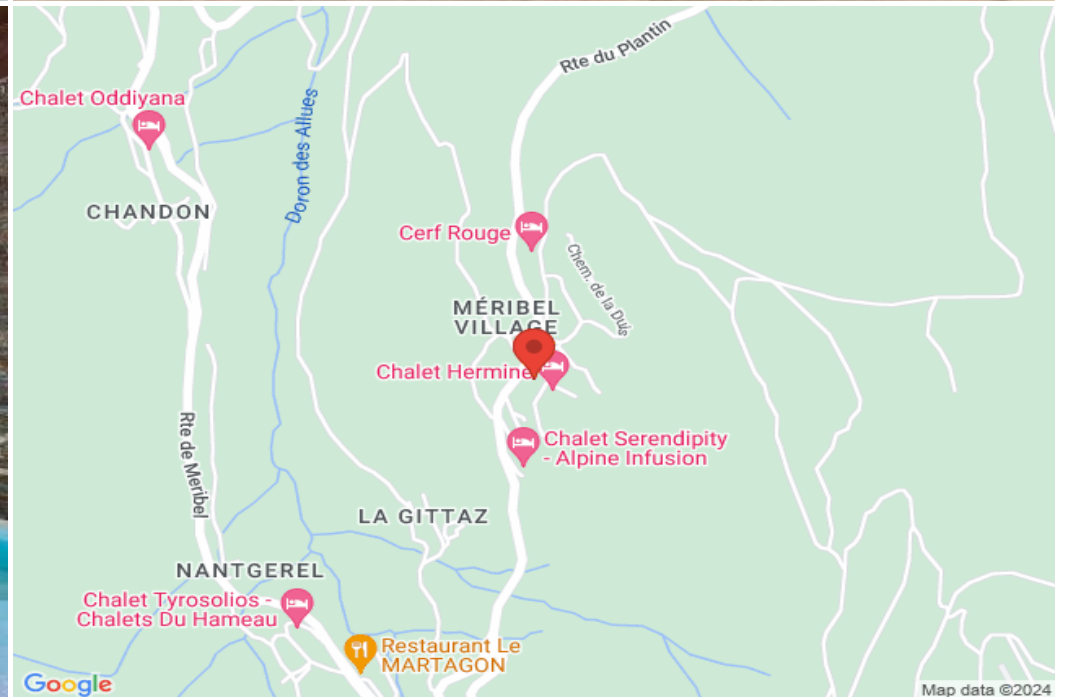 Rte du Plantin
Chalet Oddiyana
Doron des Allues
CHANDON
Cerf Rouge
Chem. de la Duis
MÉRIBEL
VILLAGE
Chalet Hermine
Rte de Meribel
Chalet Serendipity
- Alpine Infusion
LA GITTAZ
NANTGEREL
Chalet Tyrosolios -
Chalets Du Hameau
Restaurant Le
MARTAGON
Google
Map data ©2024